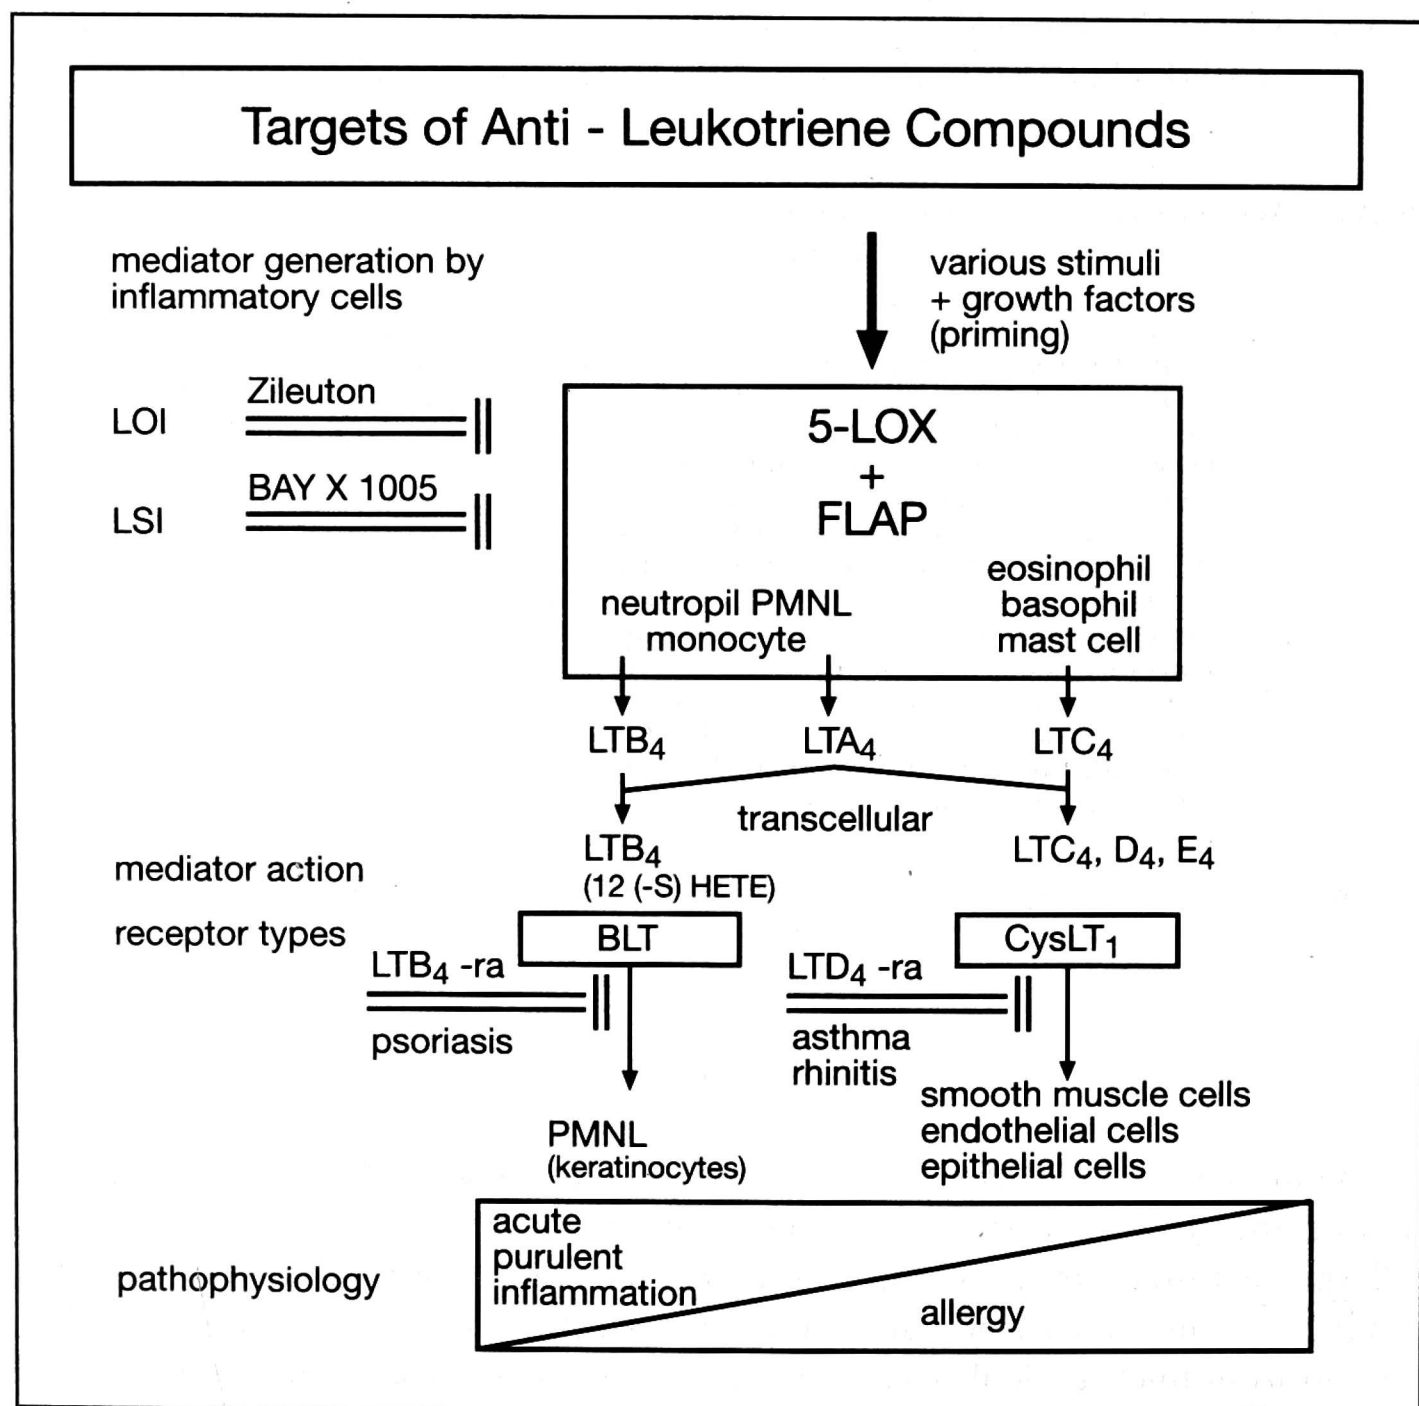 Targets of Anti - Leukotriene Compounds
mediator generation by
inflammatory cells
various stimuli
+ growth factors
(priming)
LOI
Zileuton
LSI
BAY X 1005
5-LOX
+
FLAP
neutropil PMNL
monocyte
eosinophil
basophil
mast cell
LTB4
LTA4
LTC4
transcellular
mediator action
LTB4
(12 (-S) HETE)
LTC4, D4, E4
receptor types
BLT
CysLT1
LTB4 -ra
psoriasis
LTD4 -ra
asthma
rhinitis
PMNL
(keratinocytes)
smooth muscle cells
endothelial cells
epithelial cells
pathophysiology
acute
purulent
inflammation
allergy